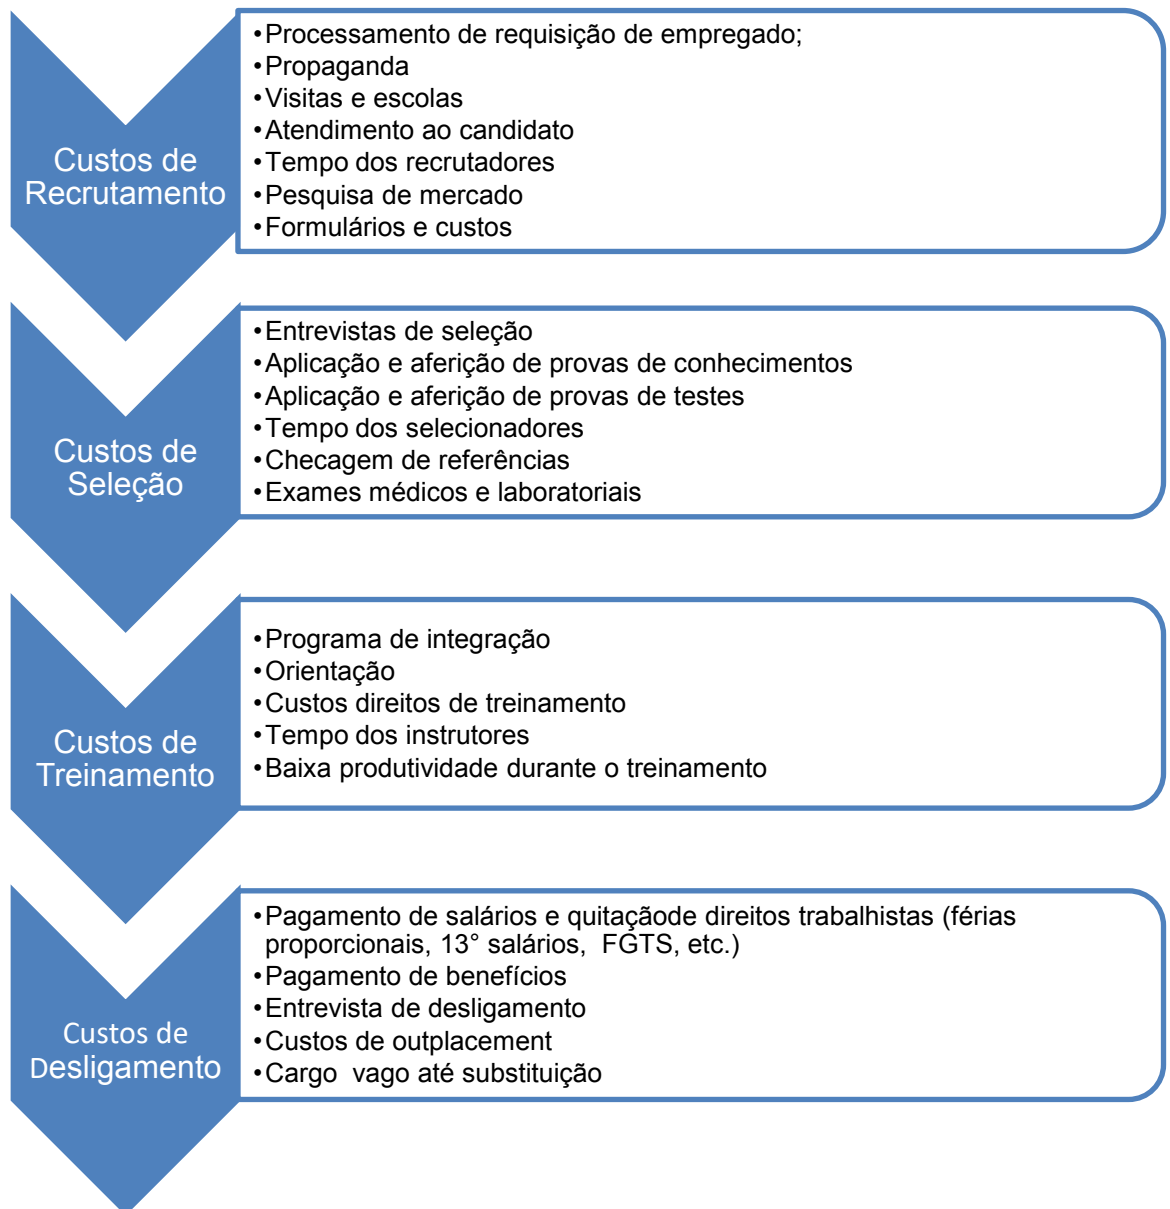 Custos de
Recrutamento
•Processamento de requisição de empregado;
•Propaganda
•Visitas e escolas
•Atendimento ao candidato
•Tempo dos recrutadores
•Pesquisa de mercado
•Formulários e custos
Custos de
Seleção
•Entrevistas de seleção
•Aplicação e aferição de provas de conhecimentos
•Aplicação e aferição de provas de testes
•Tempo dos selecionadores
•Checagem de referências
•Exames médicos e laboratoriais
Custos de
Treinamento
•Programa de integração
•Orientação
•Custos direitos de treinamento
•Tempo dos instrutores
•Baixa produtividade durante o treinamento
Custos de
Desligamento
•Pagamento de salários e quitaçãode direitos trabalhistas (férias
proporcionais, 13° salários, FGTS, etc.)
•Pagamento de benefícios
•Entrevista de desligamento
•Custos de outplacement
•Cargo vago até substituição